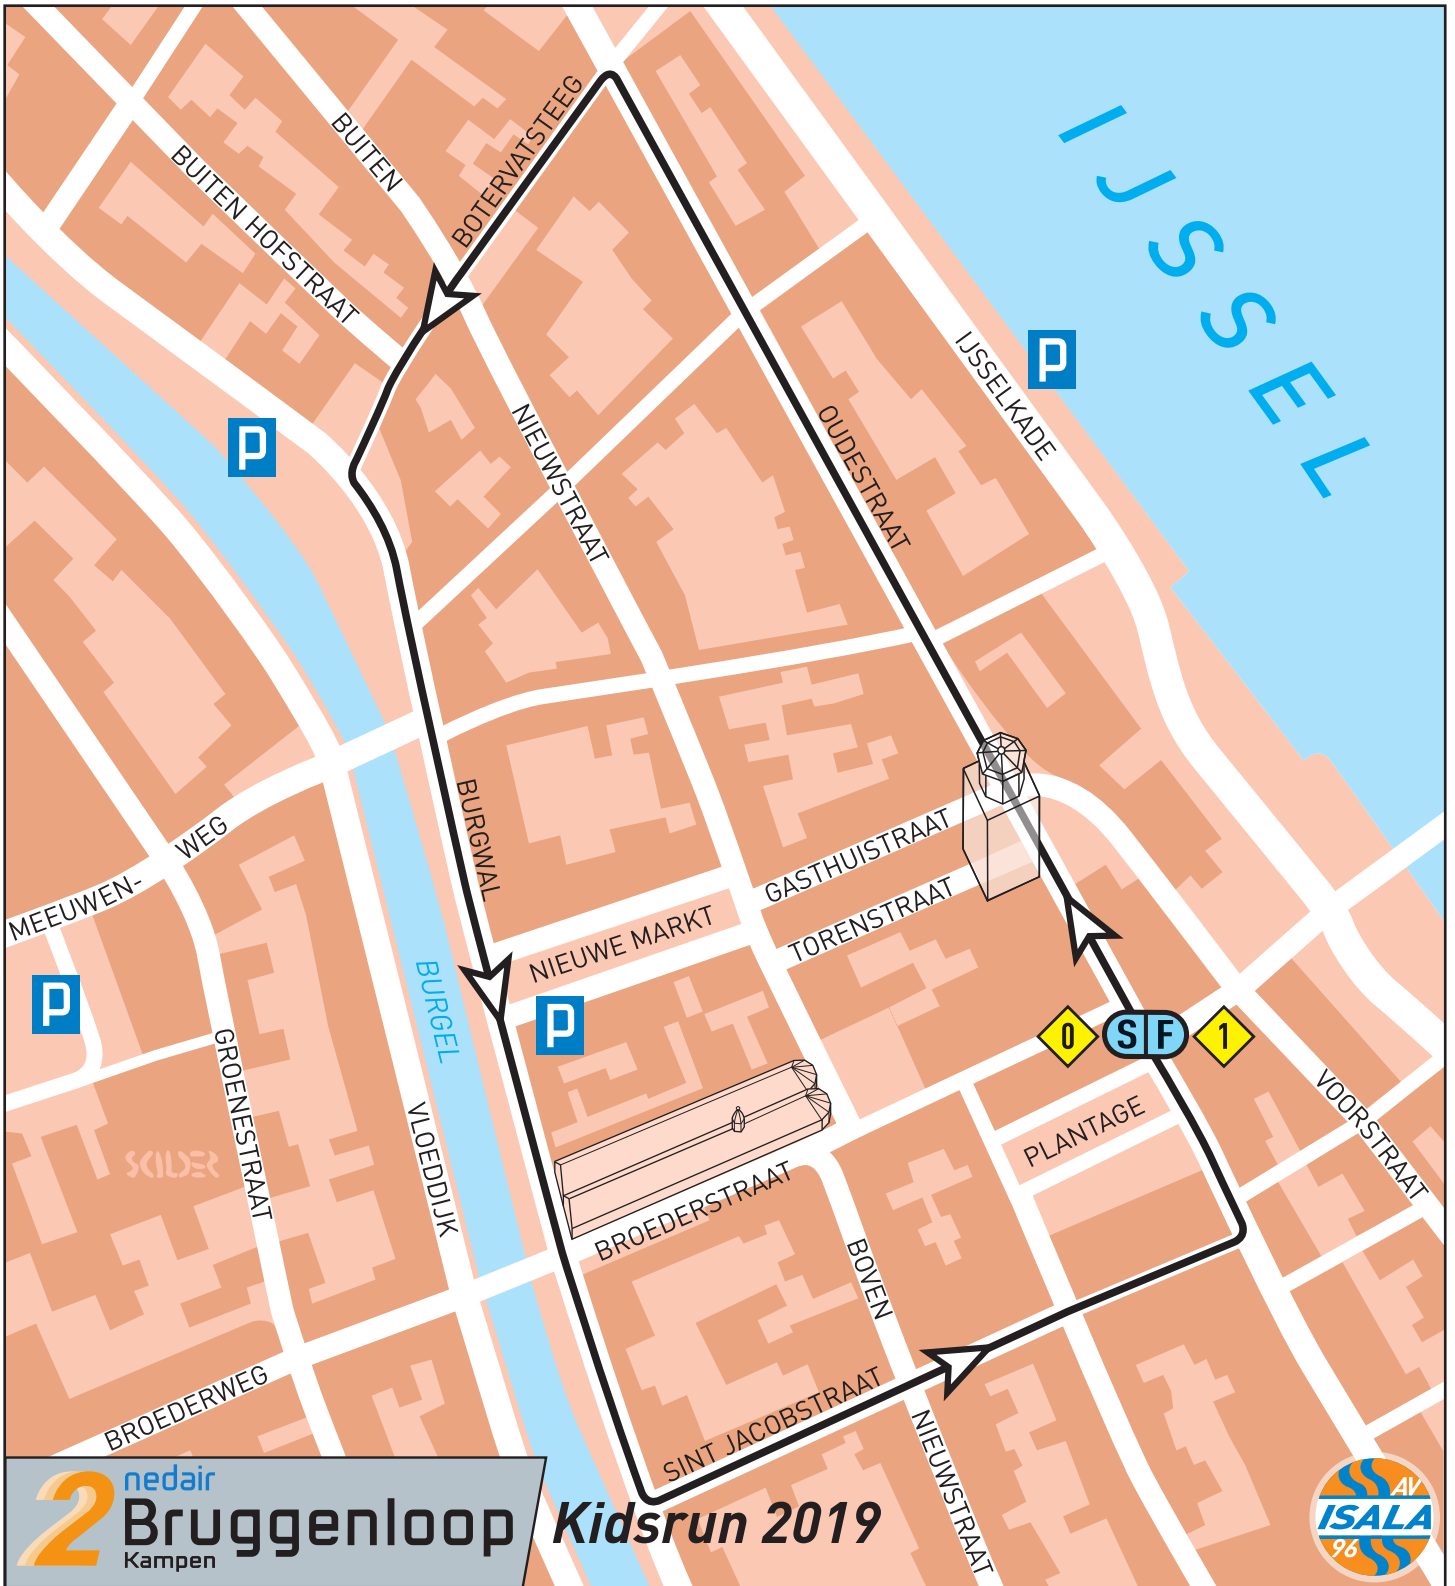 BOTERVATSTEEG
BUITEN
BUITEN HOFSTRAAT
IJSSEL
IJSSELKADE
P
P
OUDESTRAAT
NIEUWSTRAAT
BURGWAL
WEG
MEEUWEN-
GASTHUISTRAAT
TORENSTRAAT
NIEUWE MARKT
BURGEL
P
P
0
S F
1
GROENESTRAAT
VLOEDDIJK
PLANTAGE
VOORSTRAAT
SCILDER
BROEDERSTRAAT
BOVEN
NIEUWSTRAAT
SINT JACOBSTRAAT
BROEDERWEG
2
nedair
Bruggenloop
Kampen
Kidsrun 2019
AV
ISALA
96